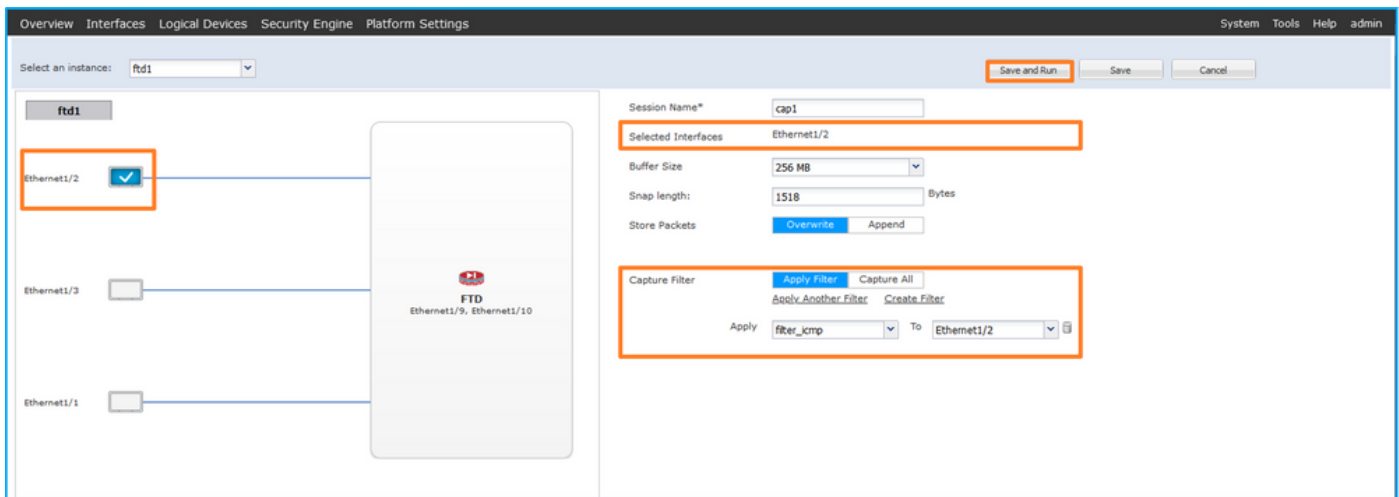 Overview Interfaces Logical Devices Security Engine Platform Settings System Tools Help admin
Select an instance: ftd1 Save and Run Save Cancel
ftd1
Ethernet1/2
Ethernet1/3
FTD
Ethernet1/9, Ethernet1/10
Ethernet1/1
Session Name* cap1
Selected Interfaces Ethernet1/2
Buffer Size 256 MB
Snap length: 1518 Bytes
Store Packets Overwrite Append
Capture Filter Apply Filter Capture All
Apply Another Filter Create Filter
Apply filter_icmp To Ethernet1/2